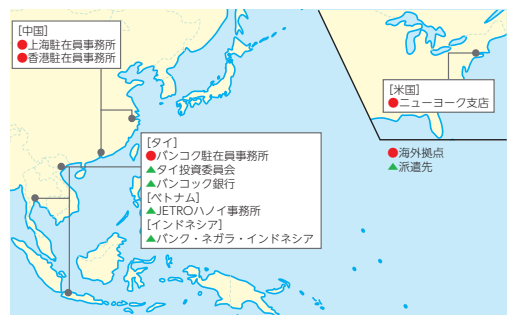 [中国]
●上海駐在員事務所
●香港駐在員事務所
[米国]
●ニューヨーク支店
[タイ]
●バンコク駐在員事務所
▲タイ投資委員会
▲バンコック銀行
[ベトナム]
▲JETROハノイ事務所
[インドネシア]
▲バンク・ネガラ・インドネシア
●海外拠点
▲派遣先